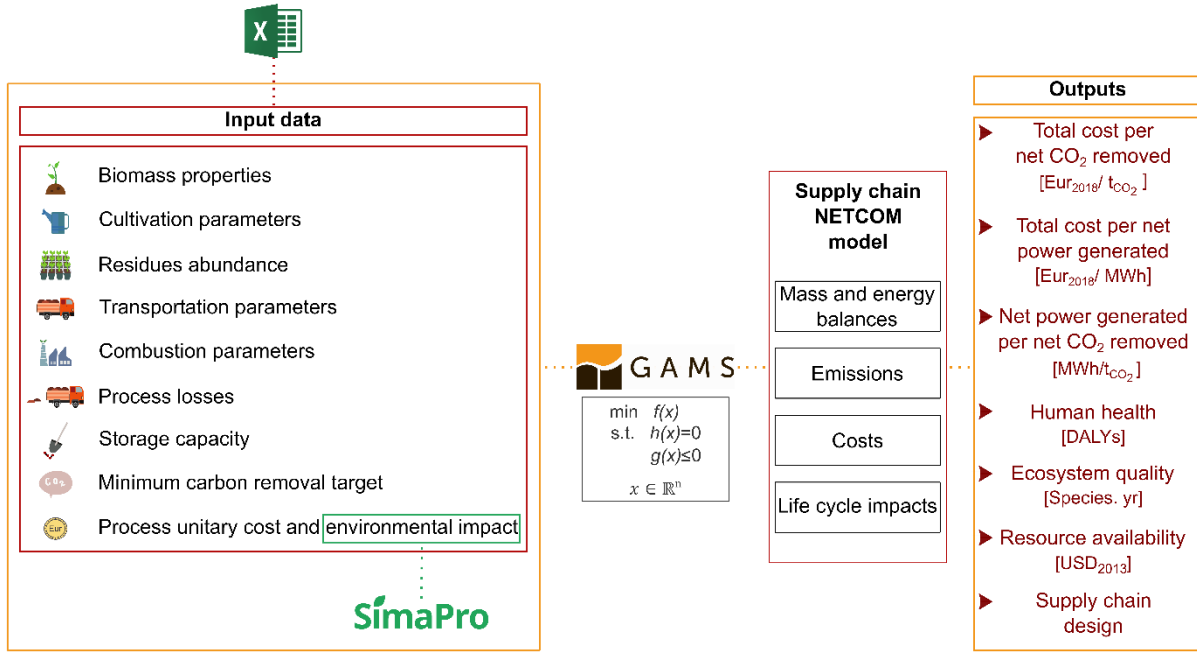 X
Input data
Biomass properties
Cultivation parameters
Residues abundance
Transportation parameters
Combustion parameters
Process losses
Storage capacity
CO₂
Minimum carbon removal target
Eur
Process unitary cost and environmental impact
SimaPro
GAMS
min f(x)
s.t. h(x)=0
g(x)≤0
x ∈ ℝⁿ
Supply chain
NETCOM
model
Mass and energy
balances
Emissions
Costs
Life cycle impacts
Outputs
Total cost per
net CO₂ removed
[Eur₂₀₁₈/ t_CO₂ ]
Total cost per net
power generated
[Eur₂₀₁₈/ MWh]
Net power generated
per net CO₂ removed
[MWh/t_CO₂]
Human health
[DALYs]
Ecosystem quality
[Species. yr]
Resource availability
[USD₂₀₁₃]
Supply chain
design